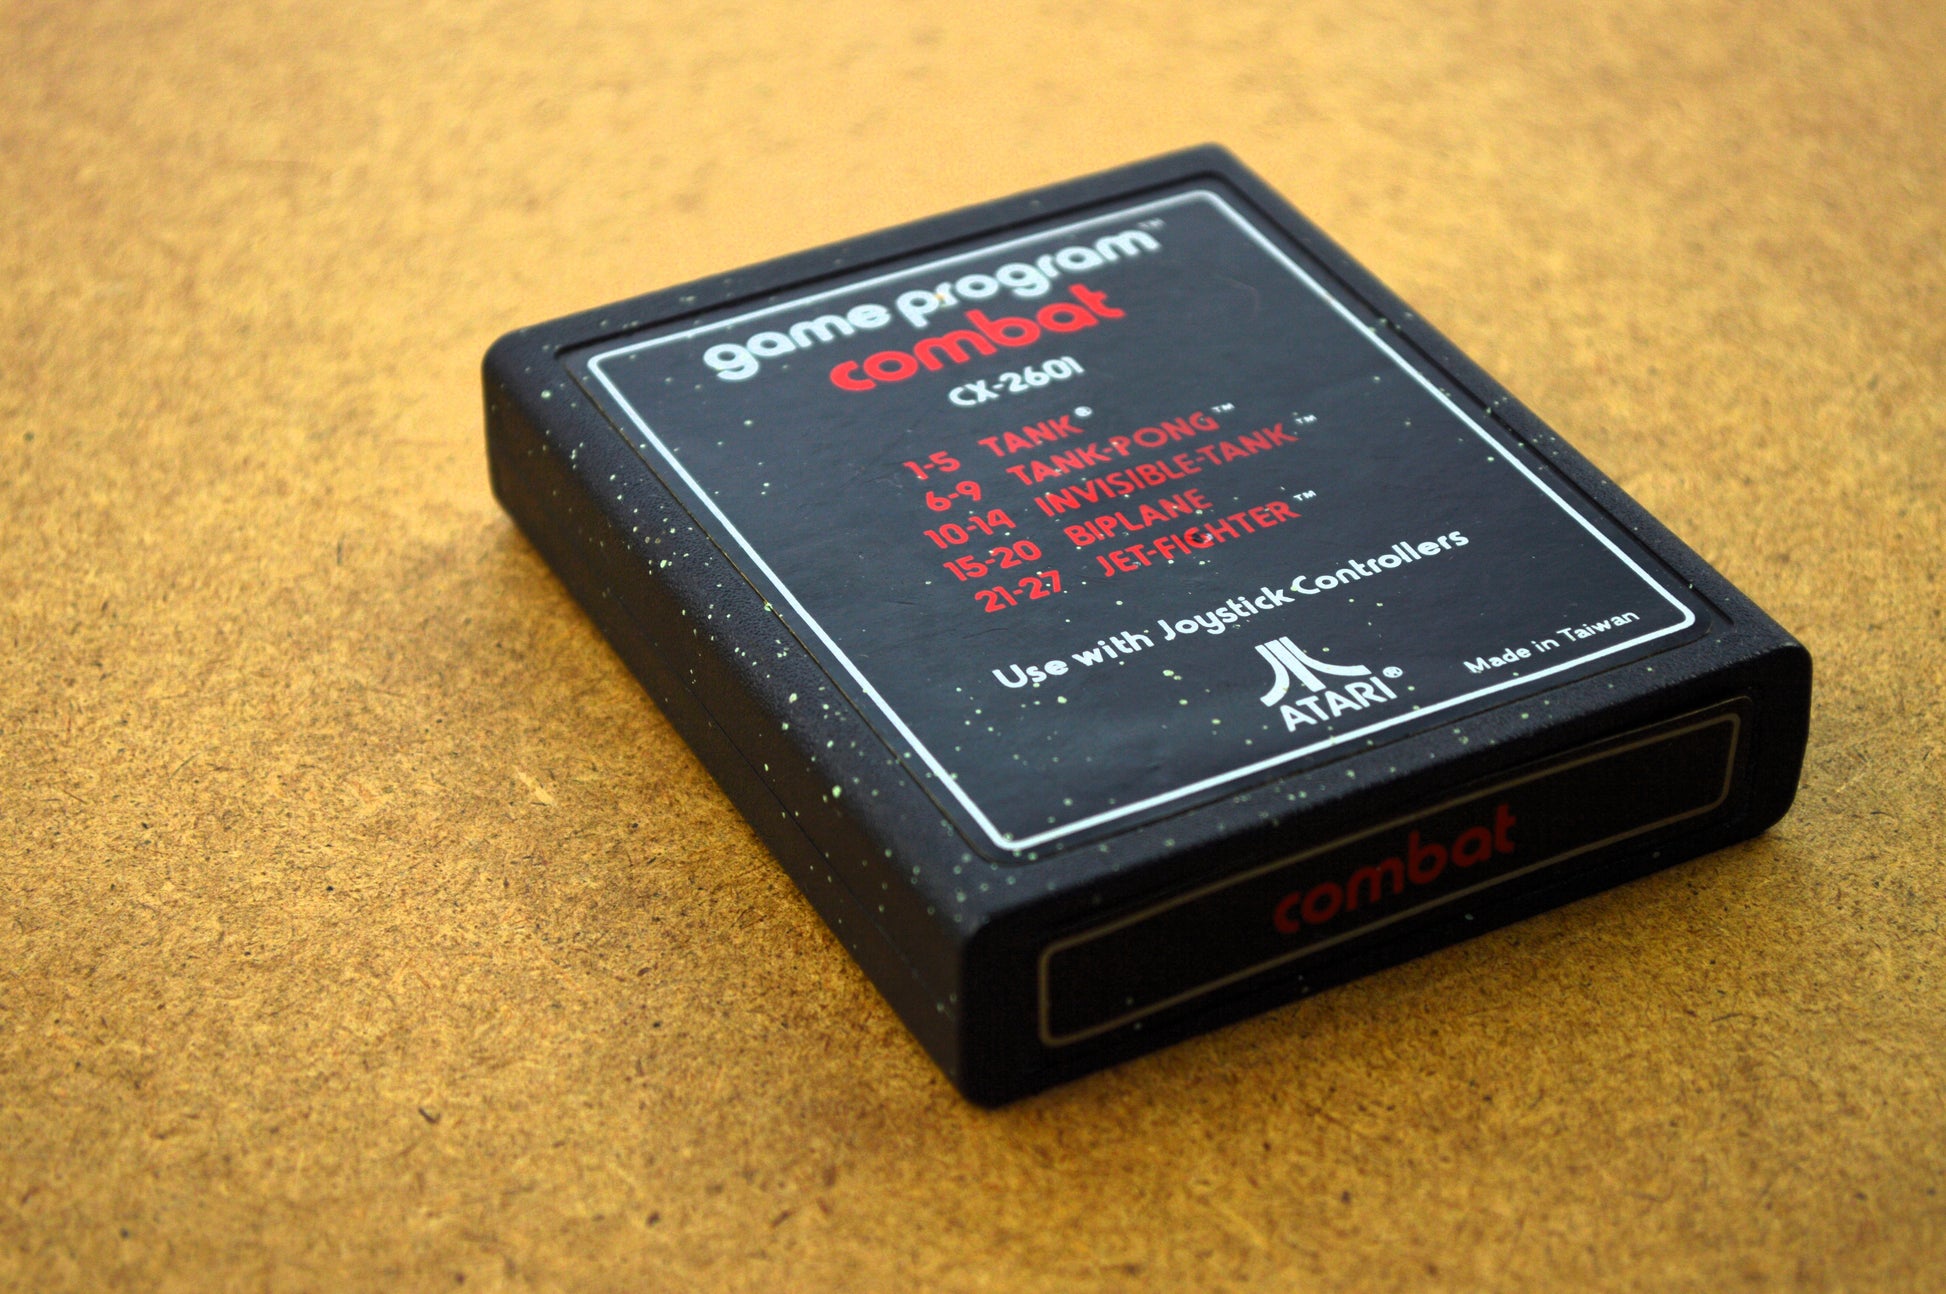 game program™
combat
CX-2601
1-5 TANK®
6-9 TANK-PONG™
10-14 INVISIBLE-TANK™
15-20 BIPLANE
21-27 JET-FIGHTER™
Use with Joystick Controllers
ATARI®
Made in Taiwan
combat